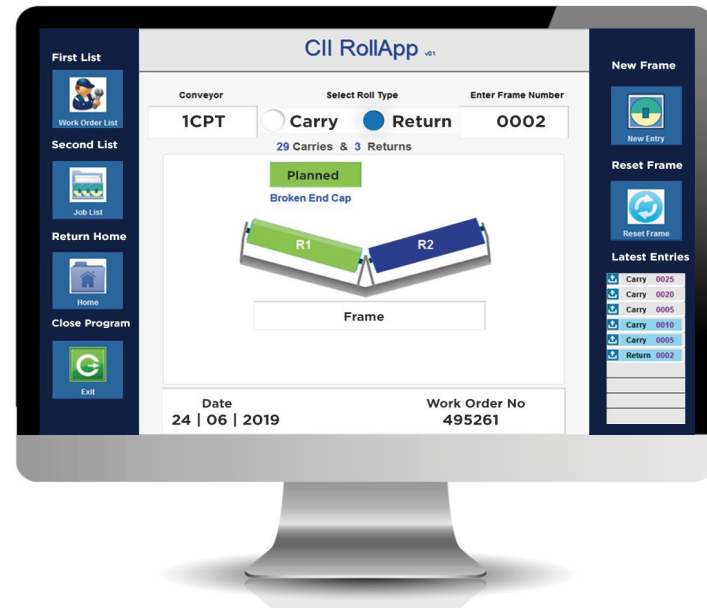 CII RollApp v01
First List
Work Order List
Second List
Job List
Return Home
Home
Close Program
Exit
Conveyor
1CPT
Select Roll Type
Carry
Return
Enter Frame Number
0002
29 Carries & 3 Returns
Planned
Broken End Cap
R1
R2
Frame
Date
24 | 06 | 2019
Work Order No
495261
New Frame
New Entry
Reset Frame
Reset Frame
Latest Entries
Carry 0025
Carry 0020
Carry 0005
Carry 0010
Carry 0005
Return 0002